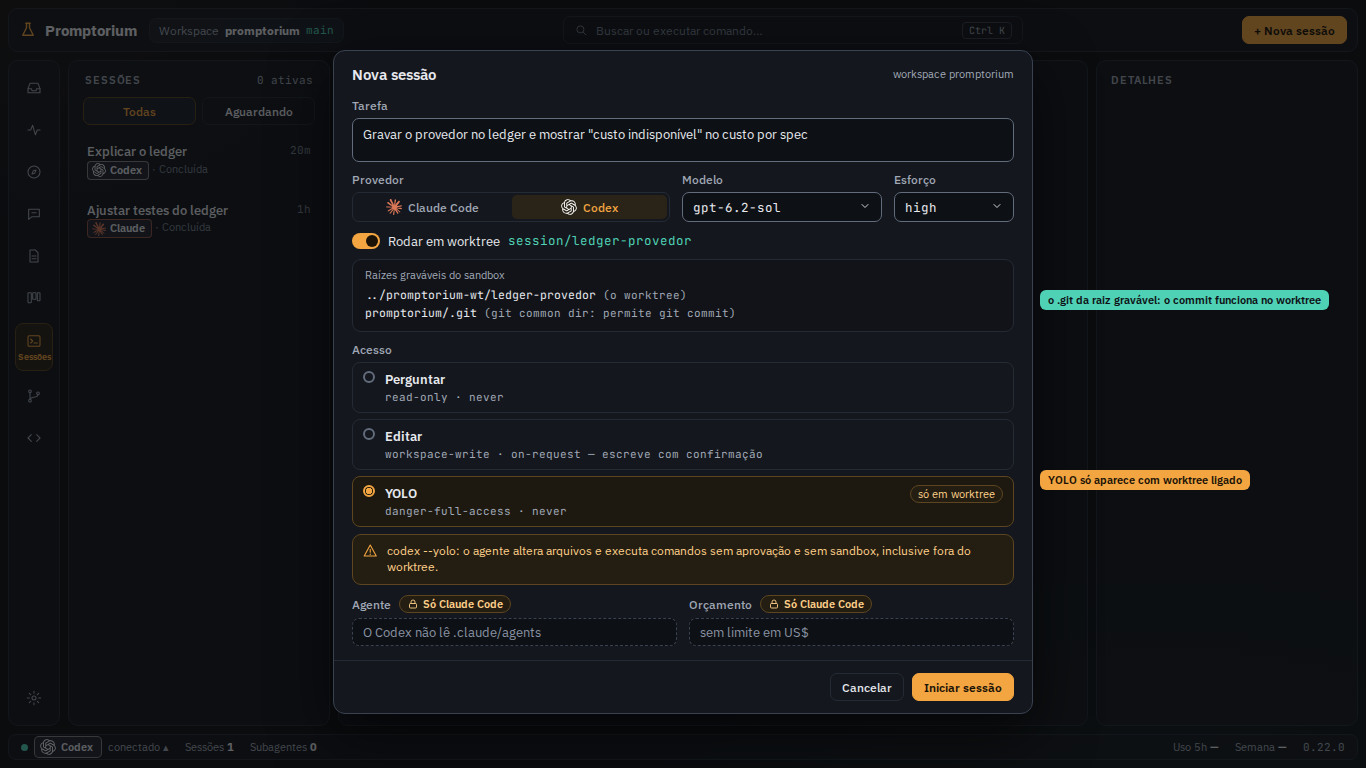 Promptorium
Workspace promptorium main
Buscar ou executar comando...
Ctrl K
+ Nova sessão
SESSÕES
0 ativas
Todas
Aguardando
Explicar o ledger
20m
Codex · Concluída
Ajustar testes do ledger
1h
Claude · Concluída
Sessões
DETALHES
Nova sessão
workspace promptorium
Tarefa
Gravar o provedor no ledger e mostrar "custo indisponível" no custo por spec
Provedor
Modelo
Esforço
Claude Code
Codex
gpt-6.2-sol
high
Rodar em worktree session/ledger-provedor
Raízes graváveis do sandbox
../promptorium-wt/ledger-provedor (o worktree)
promptorium/.git (git common dir: permite git commit)
o .git da raiz gravável: o commit funciona no worktree
Acesso
Perguntar
read-only · never
Editar
workspace-write · on-request — escreve com confirmação
YOLO
só em worktree
danger-full-access · never
YOLO só aparece com worktree ligado
codex --yolo: o agente altera arquivos e executa comandos sem aprovação e sem sandbox, inclusive fora do
worktree.
Agente
Só Claude Code
Orçamento
Só Claude Code
O Codex não lê .claude/agents
sem limite em US$
Cancelar
Iniciar sessão
Codex
conectado ▴
Sessões 1
Subagentes 0
Uso 5h —
Semana —
0.22.0